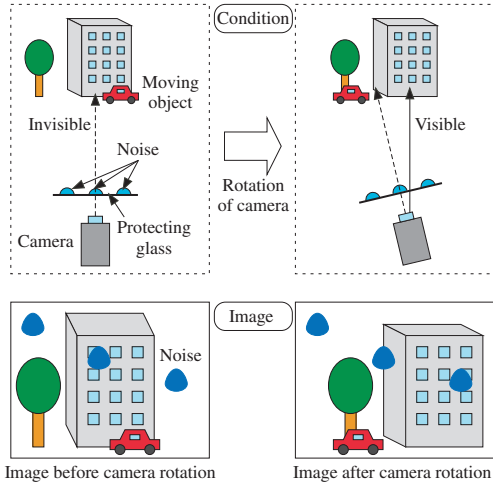 Condition
Moving
object
Invisible
Noise
Protecting
glass
Camera
Rotation
of camera
Visible
Image
Noise
Image before camera rotation
Image after camera rotation